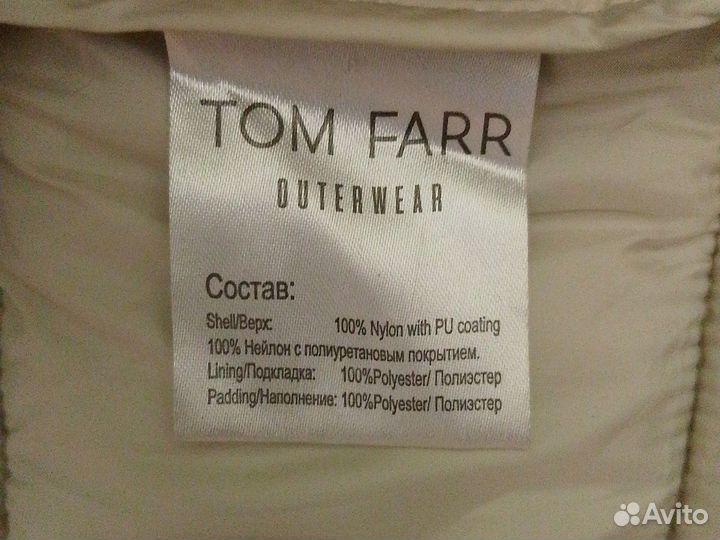 TOM FARR
OUTERWEAR
Состав:
Shell/Верх: 100% Nylon with PU coating
100% Нейлон с полиуретановым покрытием.
Lining/Подкладка: 100%Polyester/ Полиэстер
Padding/Наполнение: 100%Polyester/ Полиэстер
Avito